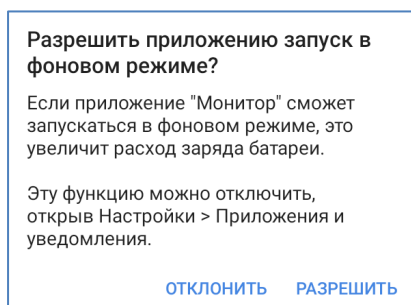 Разрешить приложению запуск в
фоновом режиме?
Если приложение "Монитор" сможет
запускаться в фоновом режиме, это
увеличит расход заряда батареи.
Эту функцию можно отключить,
открыв Настройки > Приложения и
уведомления.
ОТКЛОНИТЬ РАЗРЕШИТЬ